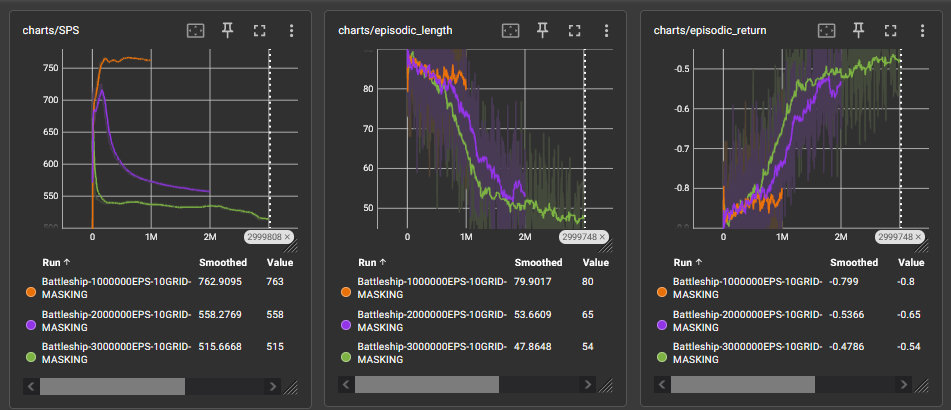 charts/SPS
750
700
650
600
550
500
0
1M
2M
2999808 ×
Run ↑ Smoothed Value
Battleship-1000000EPS-10GRID- 762.9095 763
MASKING
Battleship-2000000EPS-10GRID- 558.2769 558
MASKING
Battleship-3000000EPS-10GRID- 515.6668 515
MASKING
charts/episodic_length
80
70
60
50
0
1M
2M
2999748 ×
Run ↑ Smoothed Value
Battleship-1000000EPS-10GRID- 79.9017 80
MASKING
Battleship-2000000EPS-10GRID- 53.6609 65
MASKING
Battleship-3000000EPS-10GRID- 47.8648 54
MASKING
charts/episodic_return
-0.5
-0.6
-0.7
-0.8
0
1M
2M
2999748 ×
Run ↑ Smoothed Value
Battleship-1000000EPS-10GRID- -0.799 -0.8
MASKING
Battleship-2000000EPS-10GRID- -0.5366 -0.65
MASKING
Battleship-3000000EPS-10GRID- -0.4786 -0.54
MASKING